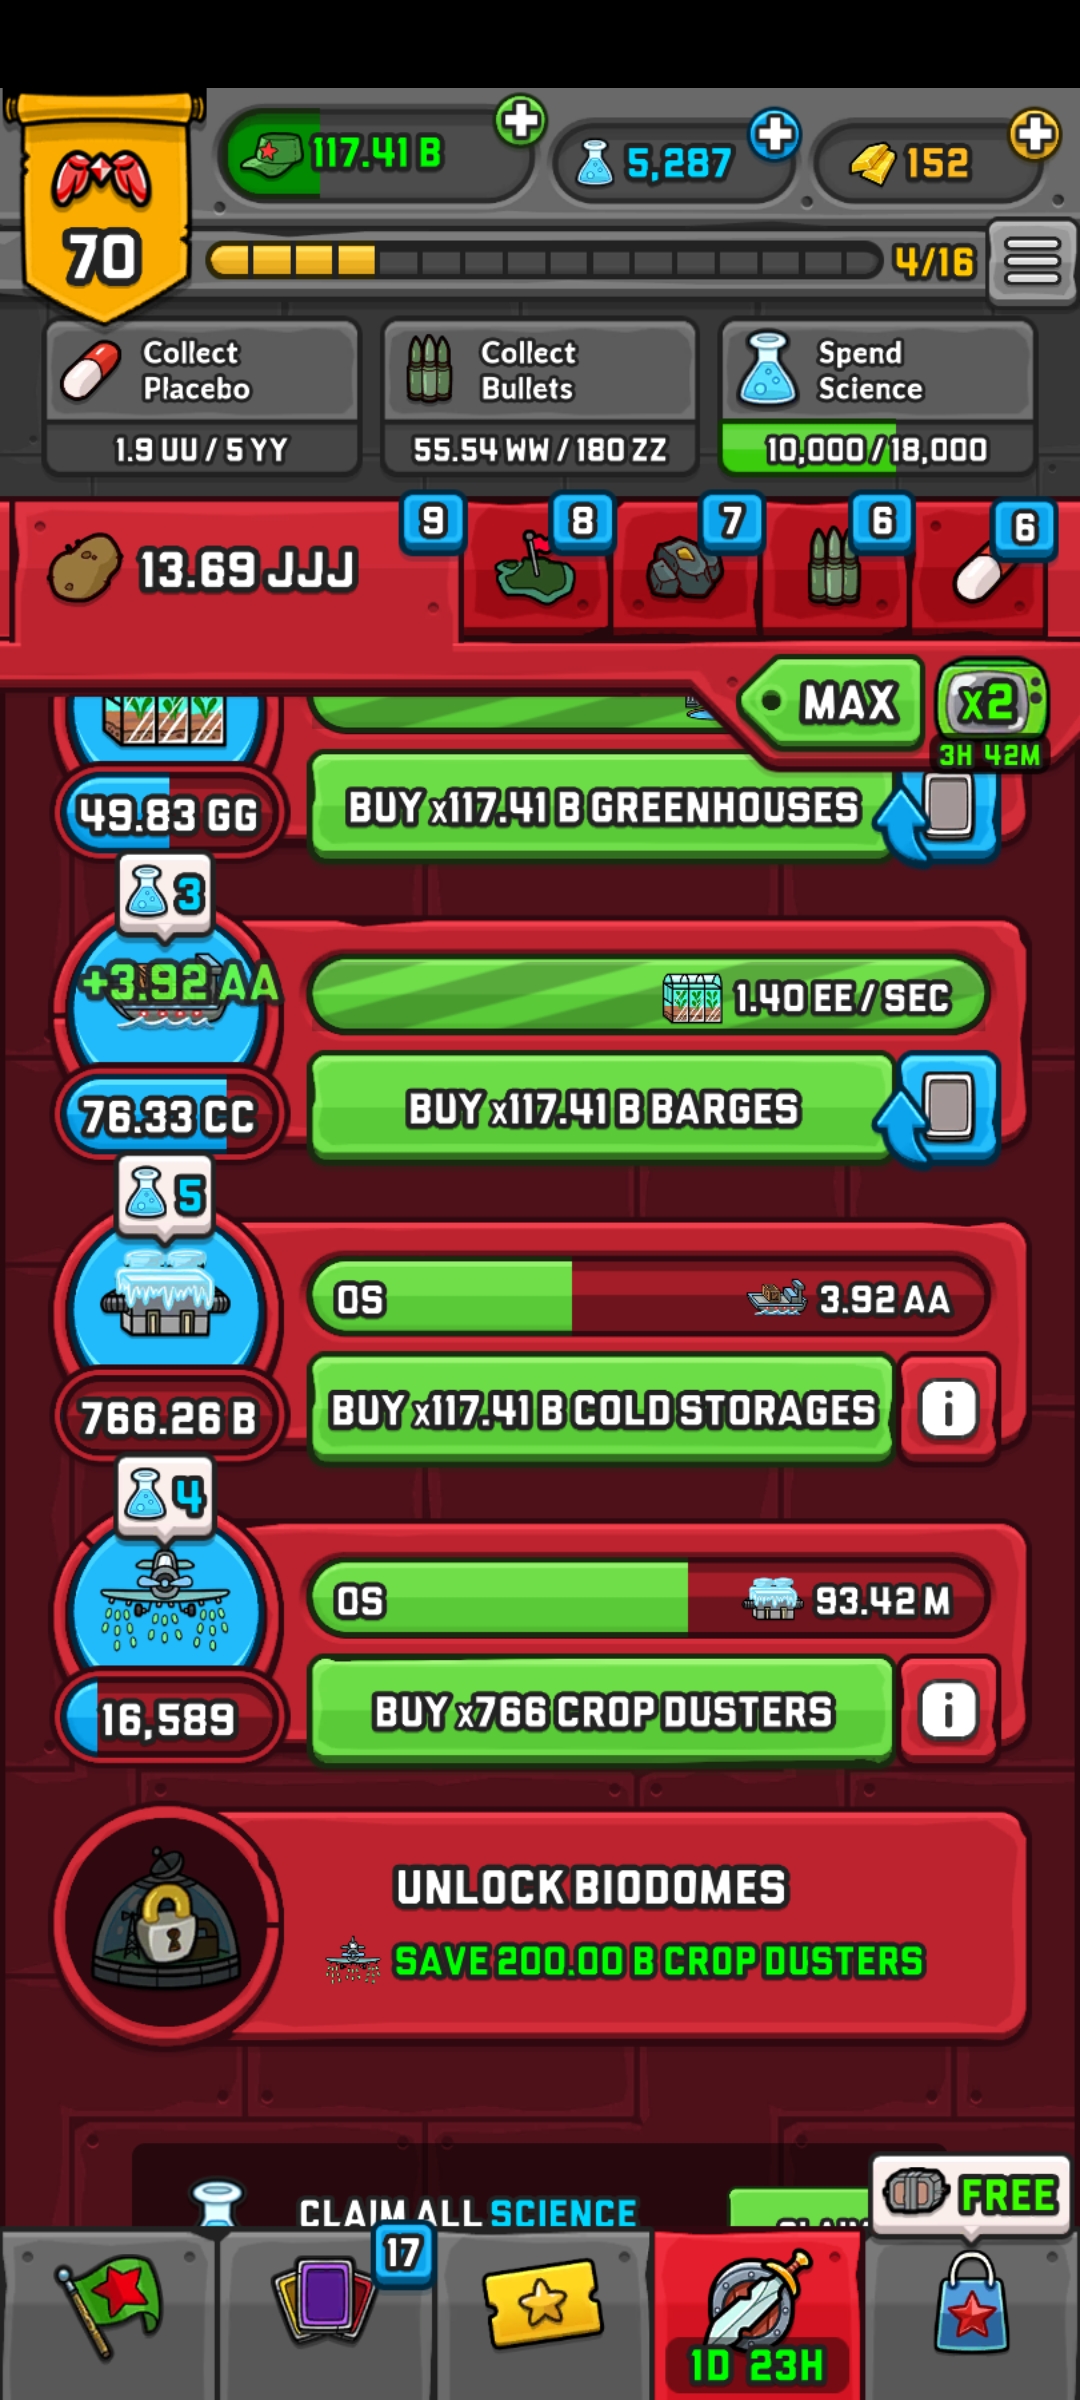 117.41 B
5,287
152
70
4/16
Collect
Placebo
1.9 UU / 5 YY
Collect
Bullets
55.54 WW / 180 ZZ
Spend
Science
10,000 / 18,000
13.69 JJJ
9
8
7
6
6
MAX
x2
3H 42M
49.83 GG
BUY x117.41 B GREENHOUSES
3
+3.92 AA
1.40 EE / SEC
76.33 CC
BUY x117.41 B BARGES
5
0S
3.92 AA
766.26 B
BUY x117.41 B COLD STORAGES
4
0S
93.42 M
16,589
BUY x766 CROP DUSTERS
UNLOCK BIODOMES
SAVE 200.00 B CROP DUSTERS
CLAIM ALL SCIENCE
FREE
17
1D 23H